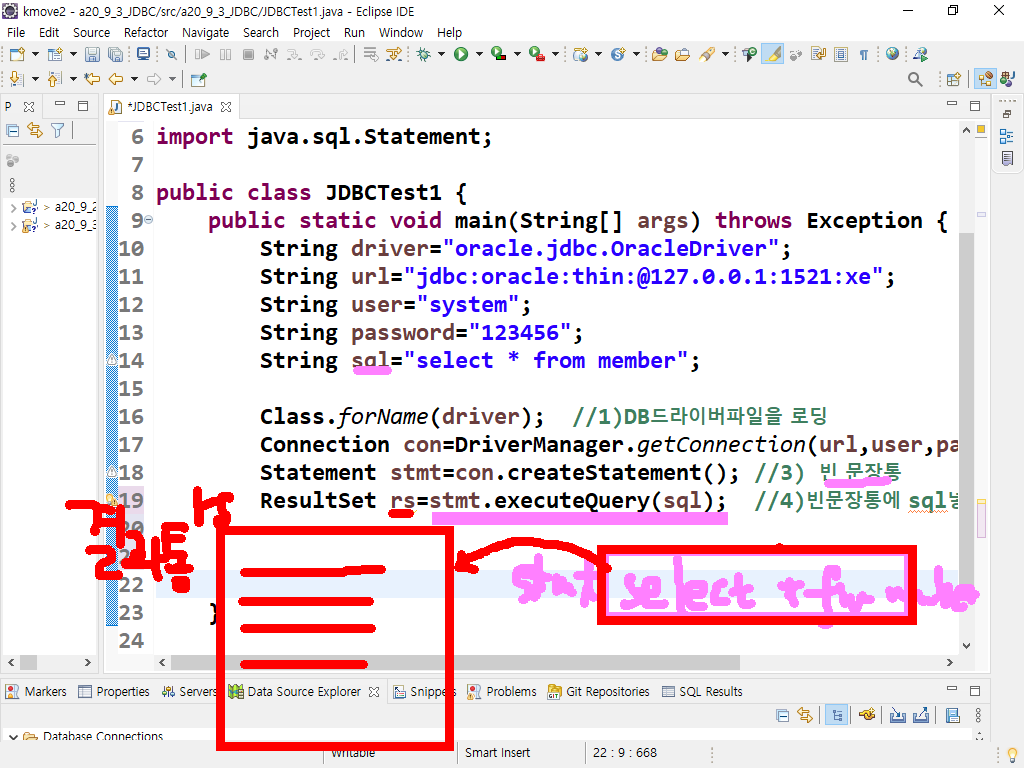 kmove2 - a20_9_3_JDBC/src/a20_9_3_JDBC/JDBCTest1.java - Eclipse IDE
File Edit Source Refactor Navigate Search Project Run Window Help
P
*JDBCTest1.java
a20_9_2
a20_9_3
6 import java.sql.Statement;
7
8 public class JDBCTest1 {
9 public static void main(String[] args) throws Exception {
10 String driver="oracle.jdbc.OracleDriver";
11 String url="jdbc:oracle:thin:@127.0.0.1:1521:xe";
12 String user="system";
13 String password="123456";
14 String sql="select * from member";
15
16 Class.forName(driver); //1)DB드라이버파일을 로딩
17 Connection con=DriverManager.getConnection(url,user,pa
18 Statement stmt=con.createStatement(); //3) 빈 문장통
19 ResultSet rs=stmt.executeQuery(sql); //4)빈문장통에 sql넣
결과통 rs
stmt select * from member
22
23 }
24
Markers Properties Servers Data Source Explorer Snippets Problems Git Repositories SQL Results
Database Connections
Writable Smart Insert 22 : 9 : 668